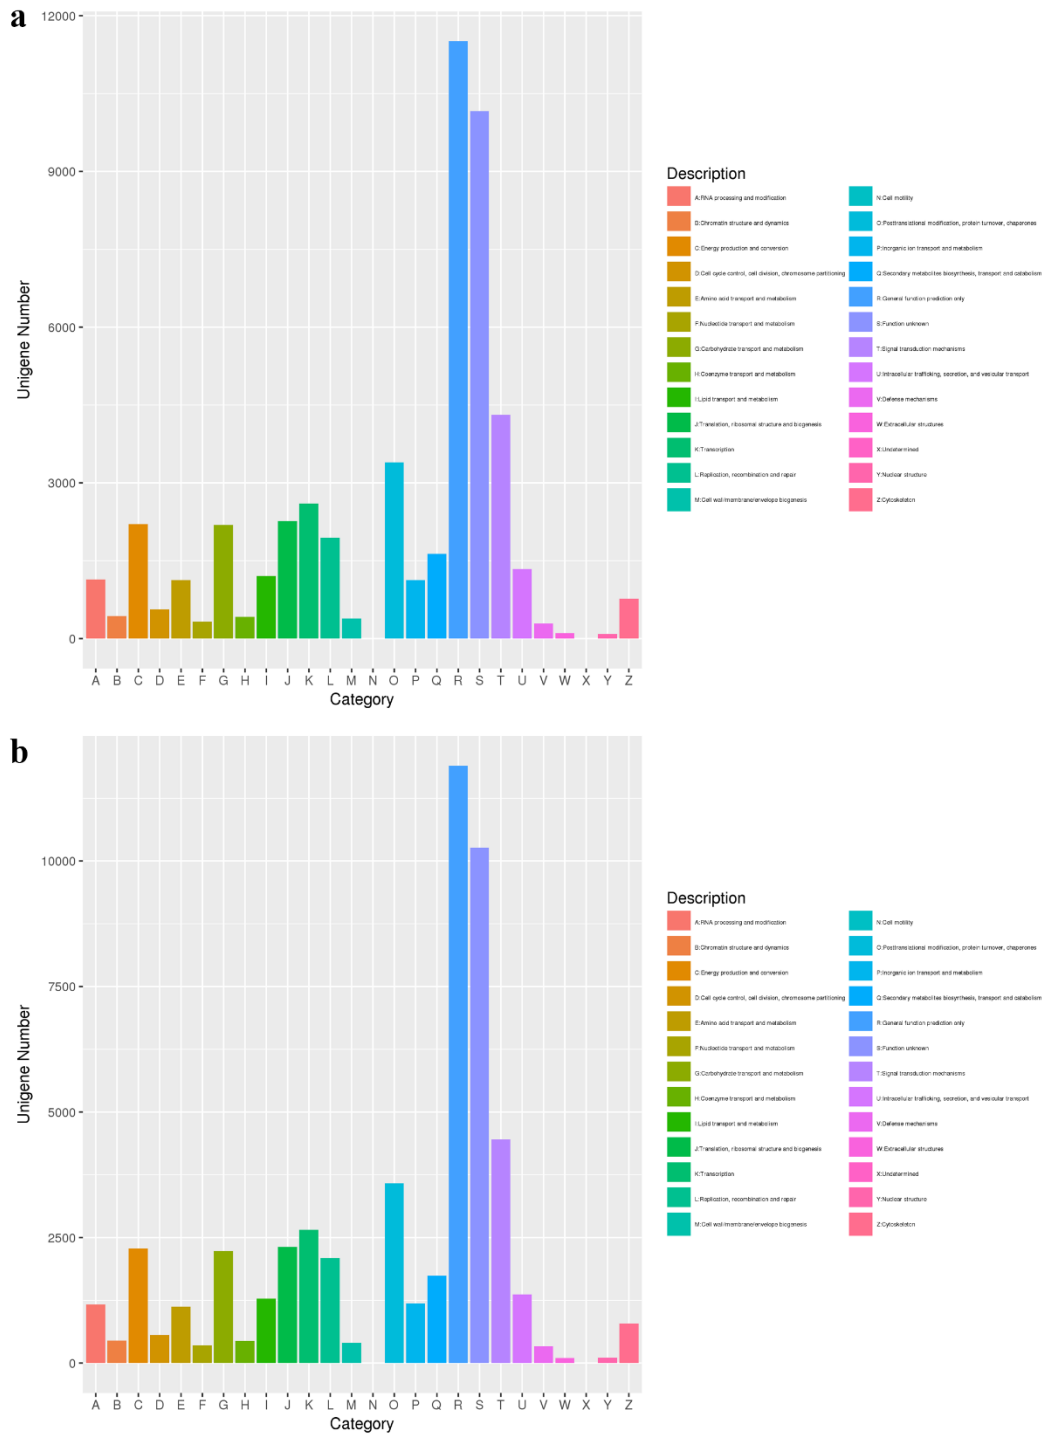 a
12000
9000
6000
3000
0
Unigene Number
A B C D E F G H I J K L M N O P Q R S T U V W X Y Z
Category
Description
A:RNA processing and modification
B:Chromatin structure and dynamics
C:Energy production and conversion
D:Cell cycle control, cell division, chromosome partitioning
E:Amino acid transport and metabolism
F:Nucleotide transport and metabolism
G:Carbohydrate transport and metabolism
H:Coenzyme transport and metabolism
I:Lipid transport and metabolism
J:Translation, ribosomal structure and biogenesis
K:Transcription
L:Replication, recombination and repair
M:Cell wall/membrane/envelope biogenesis
N:Cell motility
O:Posttranslational modification, protein turnover, chaperones
P:Inorganic ion transport and metabolism
Q:Secondary metabolites biosynthesis, transport and catabolism
R:General function prediction only
S:Function unknown
T:Signal transduction mechanisms
U:Intracellular trafficking, secretion, and vesicular transport
V:Defense mechanisms
W:Extracellular structures
X:Undetermined
Y:Nuclear structure
Z:Cytoskeleton
b
10000
7500
5000
2500
0
Unigene Number
A B C D E F G H I J K L M N O P Q R S T U V W X Y Z
Category
Description
A:RNA processing and modification
B:Chromatin structure and dynamics
C:Energy production and conversion
D:Cell cycle control, cell division, chromosome partitioning
E:Amino acid transport and metabolism
F:Nucleotide transport and metabolism
G:Carbohydrate transport and metabolism
H:Coenzyme transport and metabolism
I:Lipid transport and metabolism
J:Translation, ribosomal structure and biogenesis
K:Transcription
L:Replication, recombination and repair
M:Cell wall/membrane/envelope biogenesis
N:Cell motility
O:Posttranslational modification, protein turnover, chaperones
P:Inorganic ion transport and metabolism
Q:Secondary metabolites biosynthesis, transport and catabolism
R:General function prediction only
S:Function unknown
T:Signal transduction mechanisms
U:Intracellular trafficking, secretion, and vesicular transport
V:Defense mechanisms
W:Extracellular structures
X:Undetermined
Y:Nuclear structure
Z:Cytoskeleton